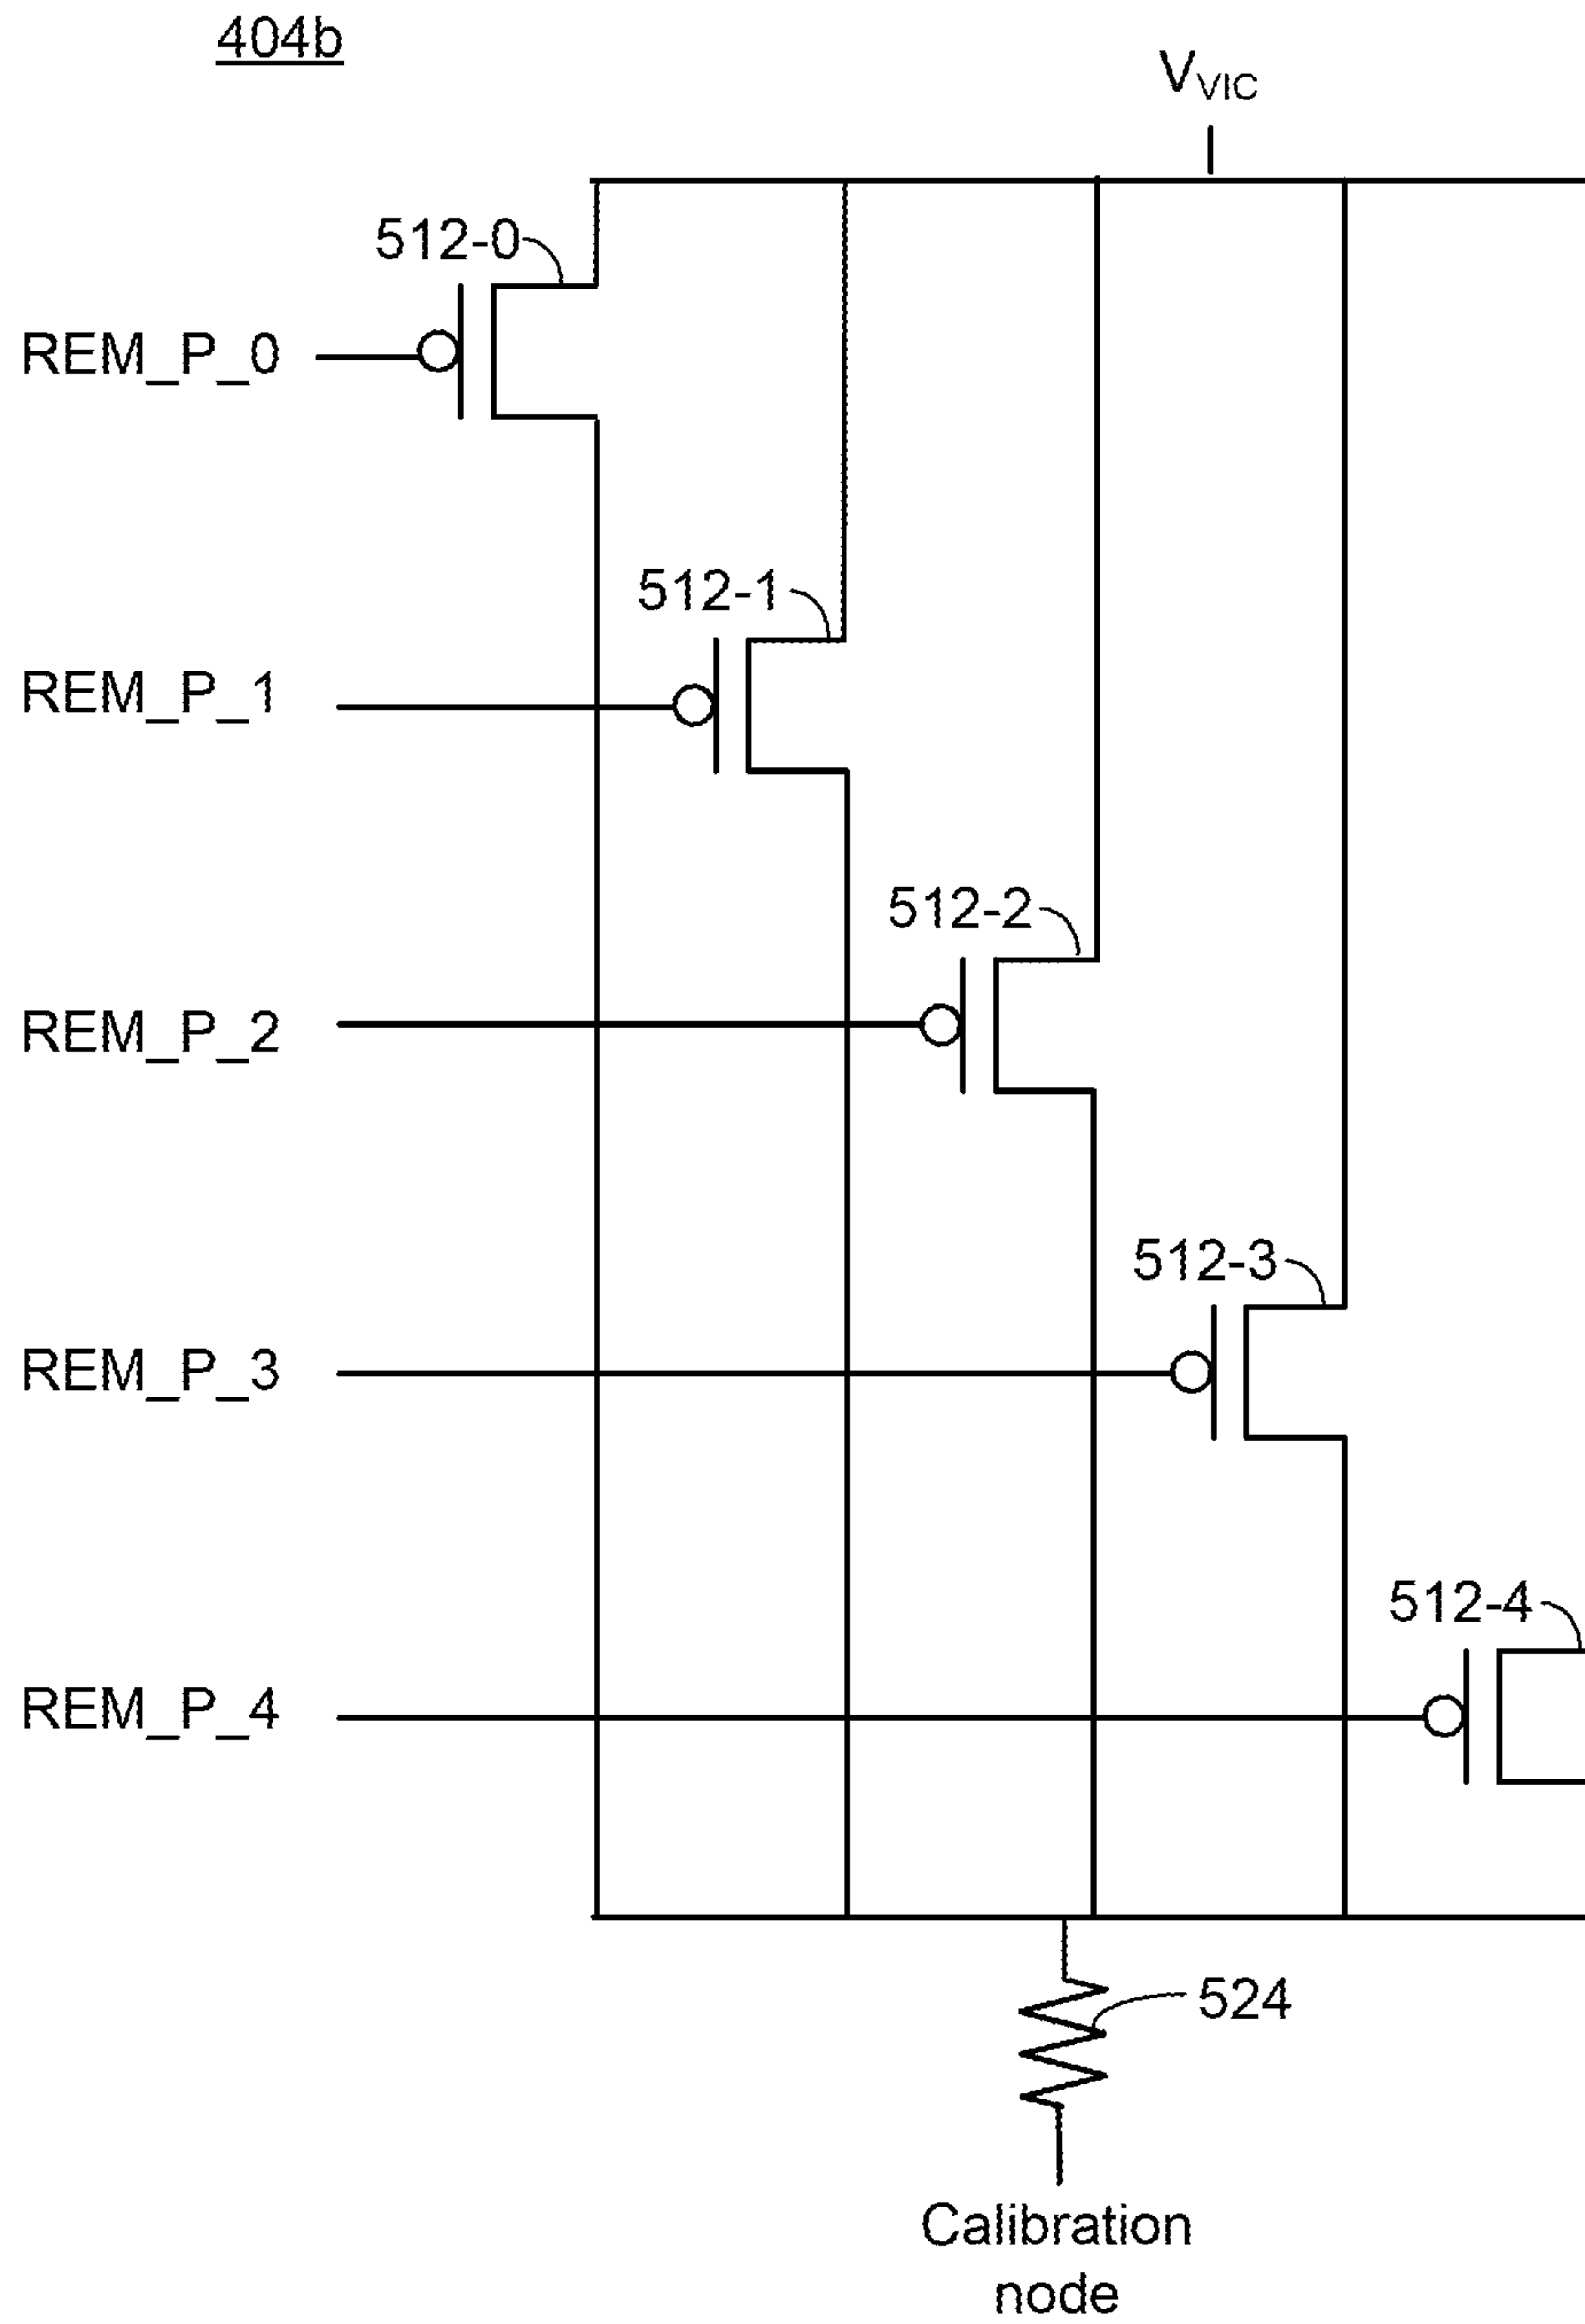 404b
V_VIC
512-0
REM_P_0
512-1
REM_P_1
512-2
REM_P_2
512-3
REM_P_3
512-4
REM_P_4
524
Calibration
node